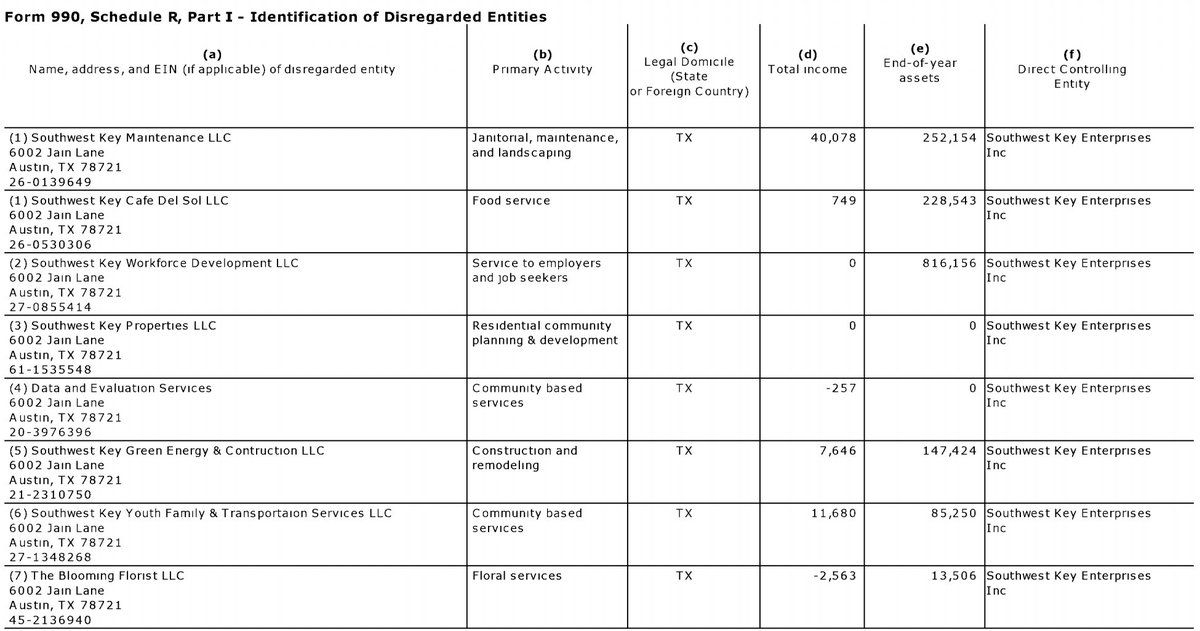 Form 990, Schedule R, Part I - Identification of Disregarded Entities
(a)
Name, address, and EIN (if applicable) of disregarded entity
(b)
Primary Activity
(c)
Legal Domicile
(State
or Foreign Country)
(d)
Total income
(e)
End-of-year
assets
(f)
Direct Controlling
Entity
(1) Southwest Key Maintenance LLC
6002 Jain Lane
Austin, TX 78721
26-0139649
Janitorial, maintenance,
and landscaping
TX
40,078
252,154
Southwest Key Enterprises
Inc
(1) Southwest Key Cafe Del Sol LLC
6002 Jain Lane
Austin, TX 78721
26-0530306
Food service
TX
749
228,543
Southwest Key Enterprises
Inc
(2) Southwest Key Workforce Development LLC
6002 Jain Lane
Austin, TX 78721
27-0855414
Service to employers
and job seekers
TX
0
816,156
Southwest Key Enterprises
Inc
(3) Southwest Key Properties LLC
6002 Jain Lane
Austin, TX 78721
61-1535548
Residential community
planning & development
TX
0
0
Southwest Key Enterprises
Inc
(4) Data and Evaluation Services
6002 Jain Lane
Austin, TX 78721
20-3976396
Community based
services
TX
-257
0
Southwest Key Enterprises
Inc
(5) Southwest Key Green Energy & Contruction LLC
6002 Jain Lane
Austin, TX 78721
21-2310750
Construction and
remodeling
TX
7,646
147,424
Southwest Key Enterprises
Inc
(6) Southwest Key Youth Family & Transportaion Services LLC
6002 Jain Lane
Austin, TX 78721
27-1348268
Community based
services
TX
11,680
85,250
Southwest Key Enterprises
Inc
(7) The Blooming Florist LLC
6002 Jain Lane
Austin, TX 78721
45-2136940
Floral services
TX
-2,563
13,506
Southwest Key Enterprises
Inc